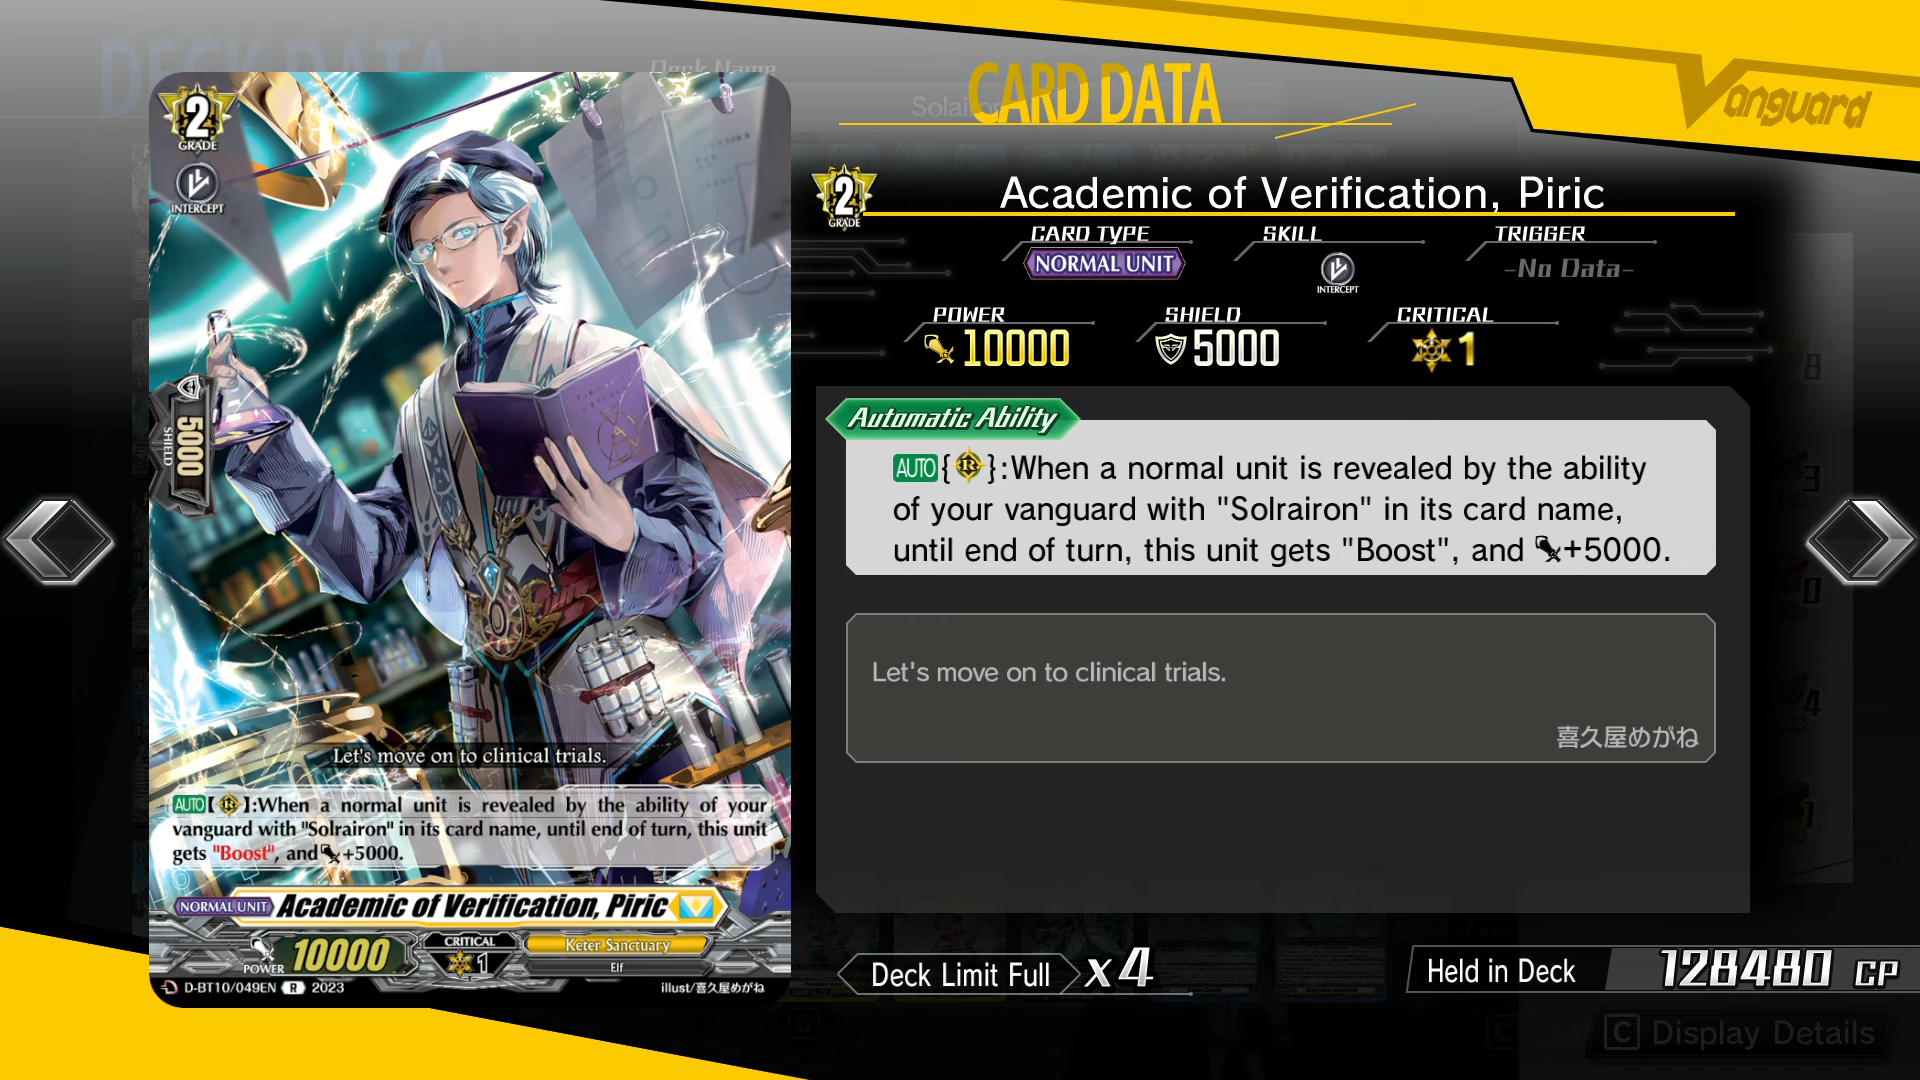 DECK DATA
Deck Name
CARD DATA
Vanguard
2
GRADE
INTERCEPT
SHIELD
5000
Let's move on to clinical trials.
AUTO【R】:When a normal unit is revealed by the ability of your
vanguard with "Solrairon" in its card name, until end of turn, this unit
gets "Boost", and +5000.
NORMAL UNIT Academic of Verification, Piric
POWER 10000
CRITICAL 1
Keter Sanctuary
Elf
D-BT10/049EN R 2023
illust/喜久屋めがね
2
GRADE
Academic of Verification, Piric
CARD TYPE
NORMAL UNIT
SKILL
INTERCEPT
TRIGGER
-No Data-
POWER
10000
SHIELD
5000
CRITICAL
1
Automatic Ability
AUTO{R}:When a normal unit is revealed by the ability
of your vanguard with "Solrairon" in its card name,
until end of turn, this unit gets "Boost", and +5000.
Let's move on to clinical trials.
喜久屋めがね
Deck Limit Full x4
Held in Deck 128480 CP
C Display Details